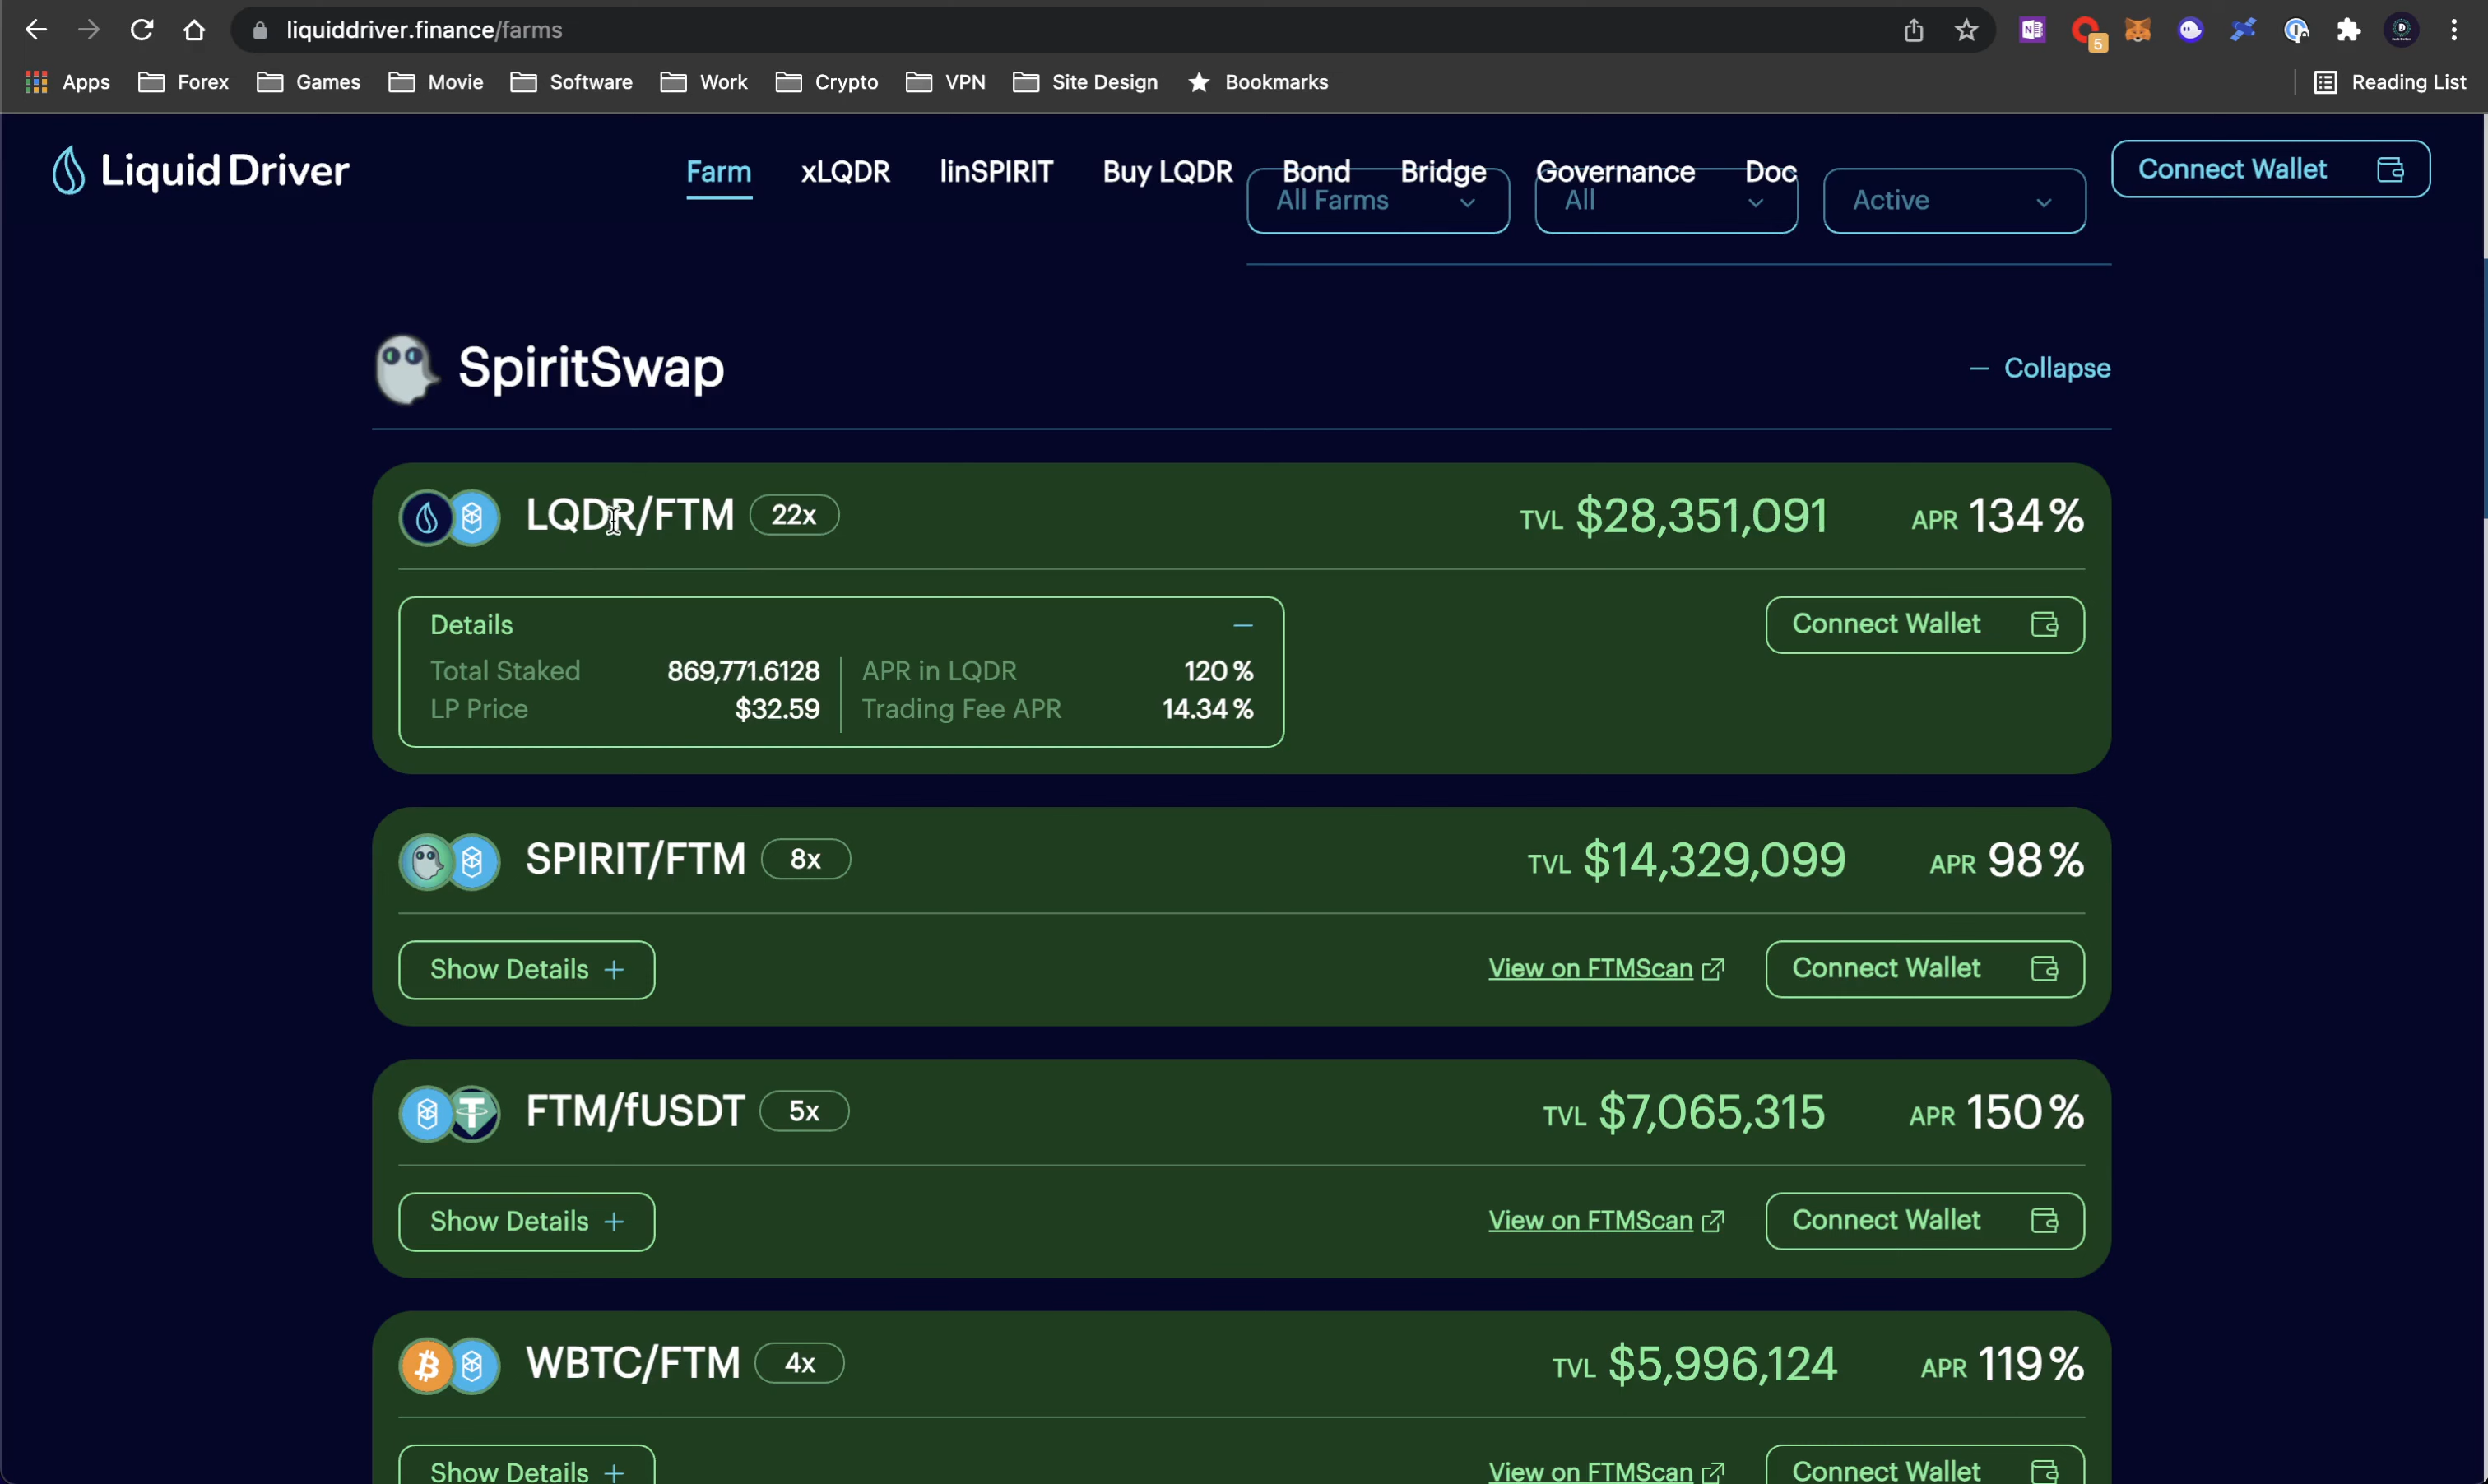 liquiddriver.finance/farms
5
Apps Forex Games Movie Software Work Crypto VPN Site Design Bookmarks Reading List
Liquid Driver Farm xLQDR linSPIRIT Buy LQDR Bond Bridge Governance Doc Connect Wallet
All Farms All Active
SpiritSwap Collapse
LQDR/FTM 22x TVL $28,351,091 APR 134%
Details Connect Wallet
Total Staked 869,771.6128 APR in LQDR 120%
LP Price $32.59 Trading Fee APR 14.34%
SPIRIT/FTM 8x TVL $14,329,099 APR 98%
Show Details + View on FTMScan Connect Wallet
FTM/fUSDT 5x TVL $7,065,315 APR 150%
Show Details + View on FTMScan Connect Wallet
WBTC/FTM 4x TVL $5,996,124 APR 119%
Show Details + View on FTMScan Connect Wallet